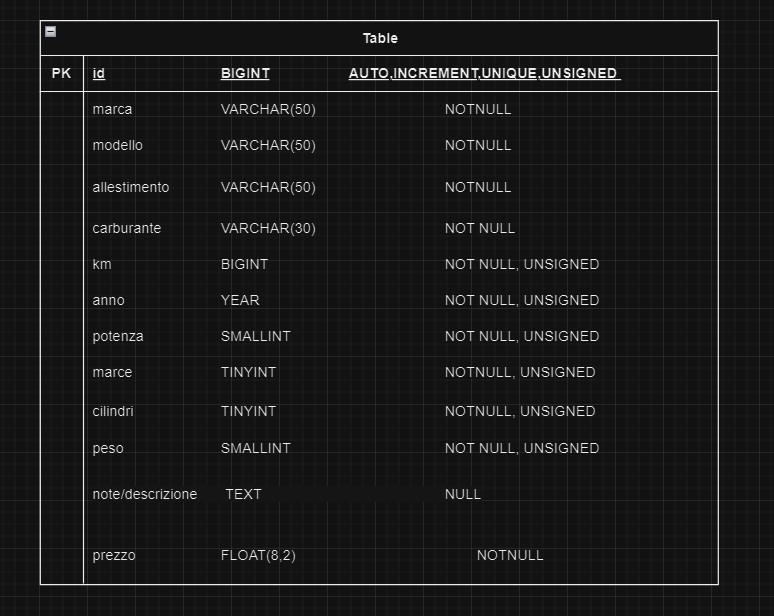 Table
PK id BIGINT AUTO,INCREMENT,UNIQUE,UNSIGNED
marca VARCHAR(50) NOTNULL
modello VARCHAR(50) NOTNULL
allestimento VARCHAR(50) NOTNULL
carburante VARCHAR(30) NOT NULL
km BIGINT NOT NULL, UNSIGNED
anno YEAR NOT NULL, UNSIGNED
potenza SMALLINT NOT NULL, UNSIGNED
marce TINYINT NOTNULL, UNSIGNED
cilindri TINYINT NOTNULL, UNSIGNED
peso SMALLINT NOT NULL, UNSIGNED
note/descrizione TEXT NULL
prezzo FLOAT(8,2) NOTNULL